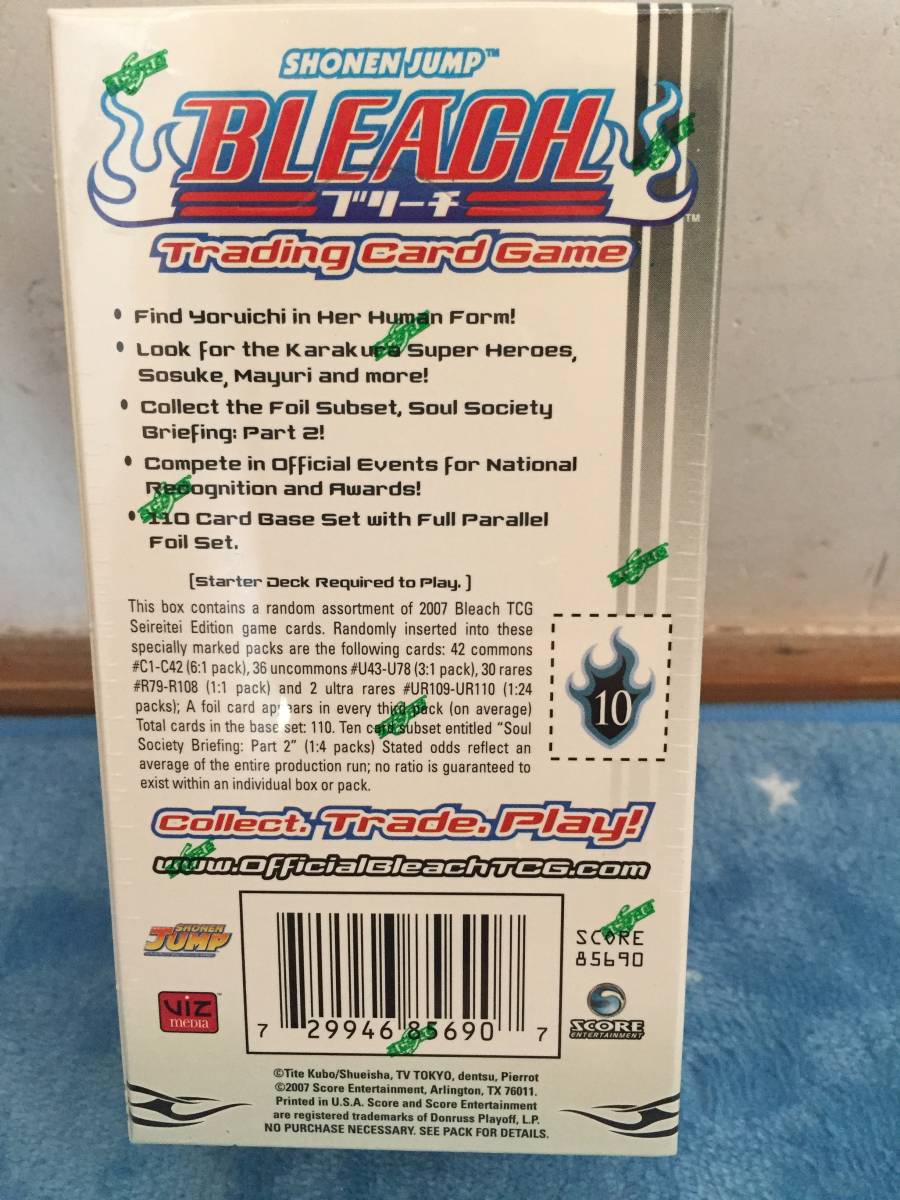 SHONEN JUMP™
BLEACH
ブリーチ
TM
Trading Card Game
• Find Yoruichi in Her Human Form!
• Look for the Karakura Super Heroes,
Sosuke, Mayuri and more!
• Collect the Foil Subset, Soul Society
Briefing: Part 2!
• Compete in Official Events for National
Recognition and Awards!
• 110 Card Base Set with Full Parallel
Foil Set.
[Starter Deck Required to Play.]
This box contains a random assortment of 2007 Bleach TCG
Seireitei Edition game cards. Randomly inserted into these
specially marked packs are the following cards: 42 commons
#C1-C42 (6:1 pack), 36 uncommons #U43-U78 (3:1 pack), 30 rares
#R79-R108 (1:1 pack) and 2 ultra rares #UR109-UR110 (1:24
packs); A foil card appears in every third pack (on average)
Total cards in the base set: 110. Ten card subset entitled “Soul
Society Briefing: Part 2” (1:4 packs) Stated odds reflect an
average of the entire production run; no ratio is guaranteed to
exist within an individual box or pack.
10
Collect. Trade. Play!
www.OfficialBleachTCG.com
SHONEN
JUMP
VIZ
MEDIA
7 29946 85690 7
SCORE
85690
SCORE
ENTERTAINMENT
©Tite Kubo/Shueisha, TV TOKYO, dentsu, Pierrot
©2007 Score Entertainment, Arlington, TX 76011.
Printed in U.S.A. Score and Score Entertainment
are registered trademarks of Donruss Playoff, L.P.
NO PURCHASE NECESSARY. SEE PACK FOR DETAILS.